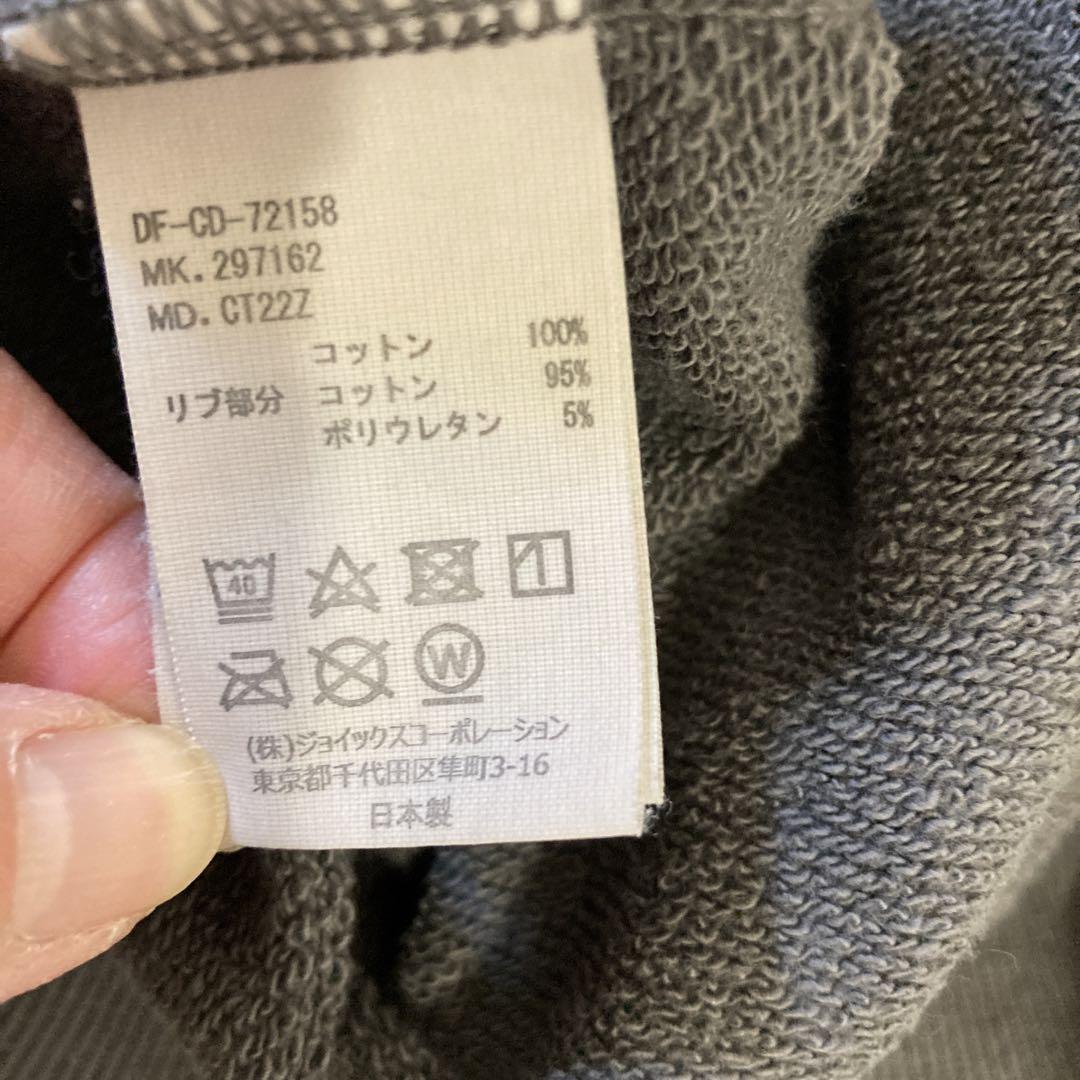 DF-CD-72158
MK.297162
MD.CT22Z
コットン 100%
リブ部分 コットン 95%
ポリウレタン 5%
40
W
(株)ジョイックスコーポレーション
東京都千代田区隼町3-16
日本製